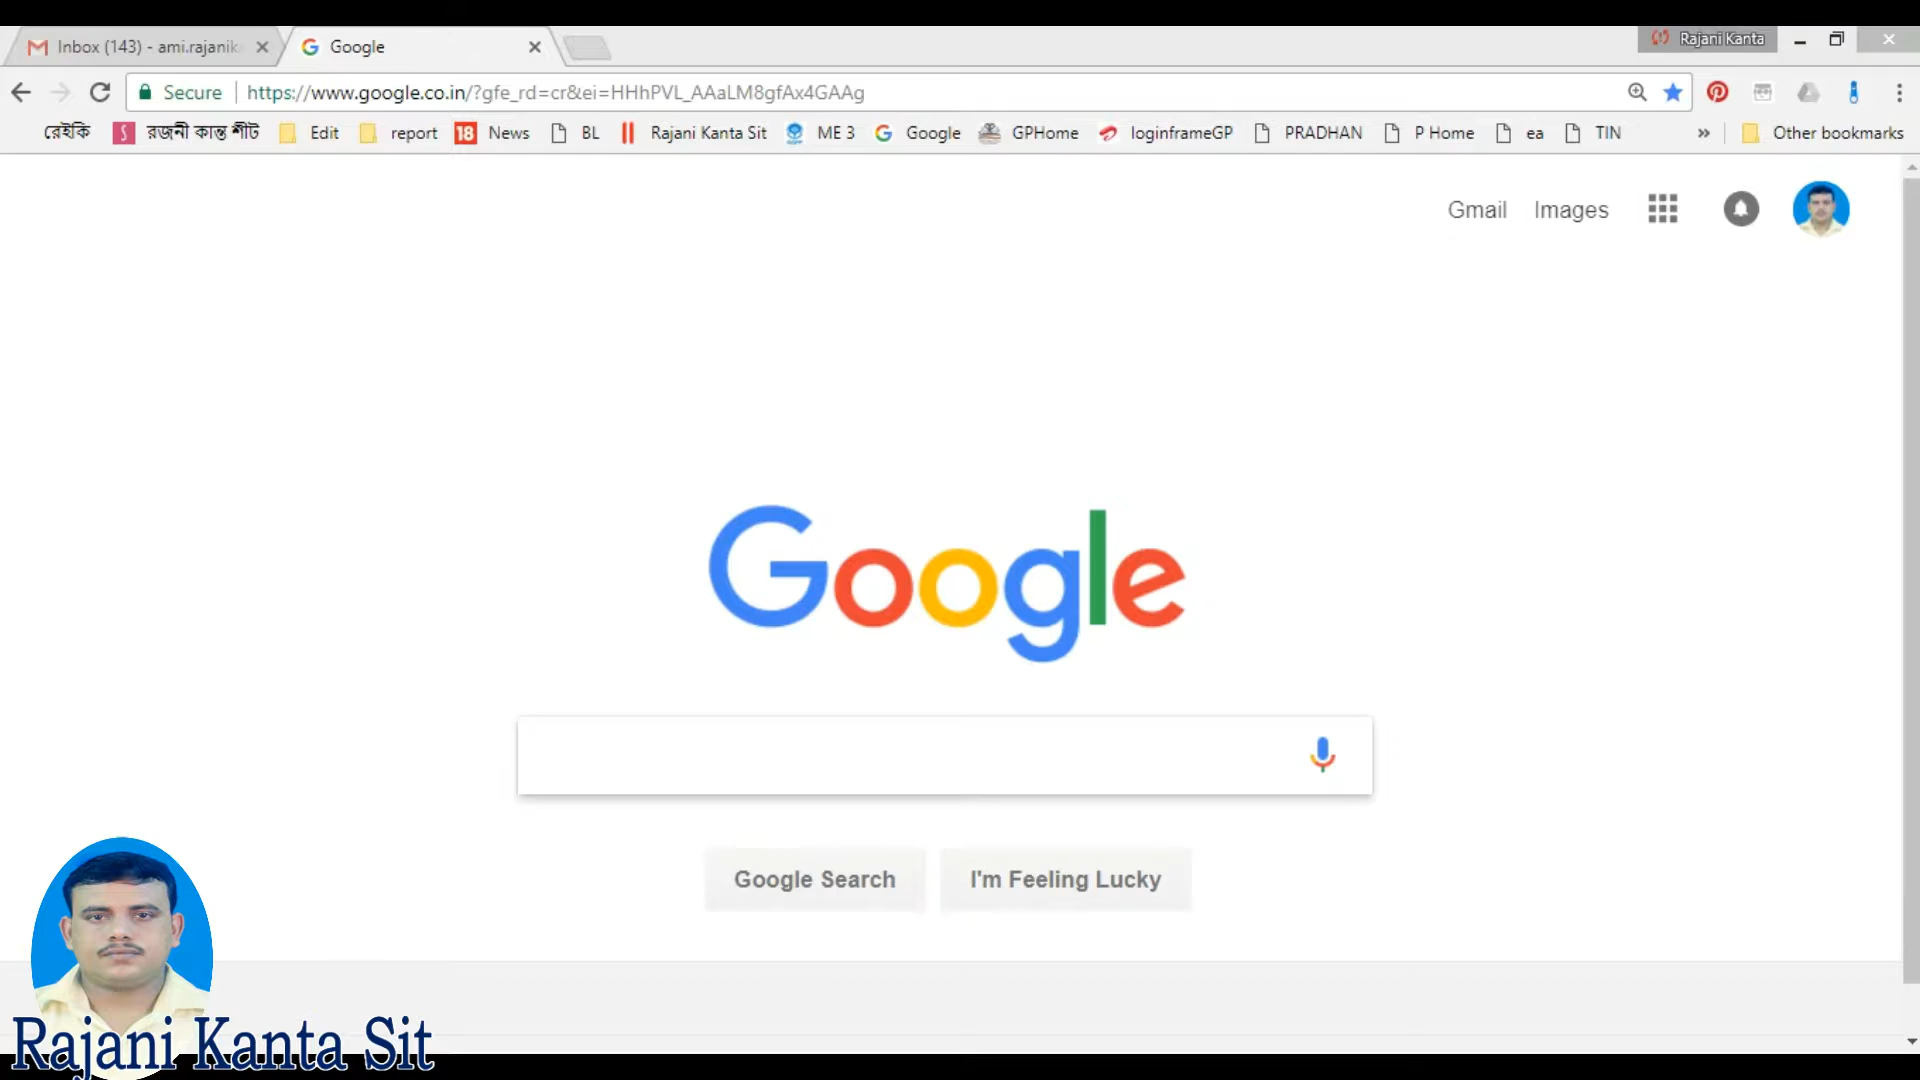 Inbox (143) - ami.rajanik
Google
Rajani Kanta
Secure
https://www.google.co.in/?gfe_rd=cr&ei=HHhPVL_AAaLM8gfAx4GAAg
রেইকি
S রজনী কান্ত শীট
Edit
report
18 News
BL
Rajani Kanta Sit
ME 3
G Google
GPHome
loginframeGP
PRADHAN
P Home
ea
TIN
»
Other bookmarks
Gmail
Images
Google
Google Search
I'm Feeling Lucky
Rajani Kanta Sit